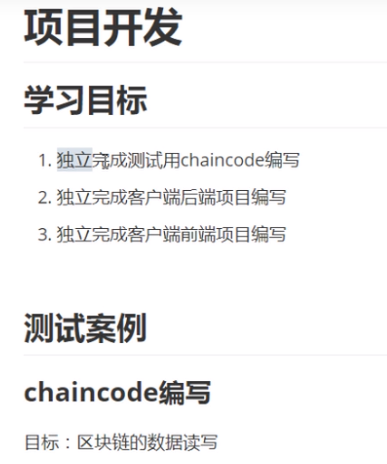 项目开发
学习目标
1. 独立完成测试用chaincode编写
2. 独立完成客户端后端项目编写
3. 独立完成客户端前端项目编写
测试案例
chaincode编写
目标：区块链的数据读写